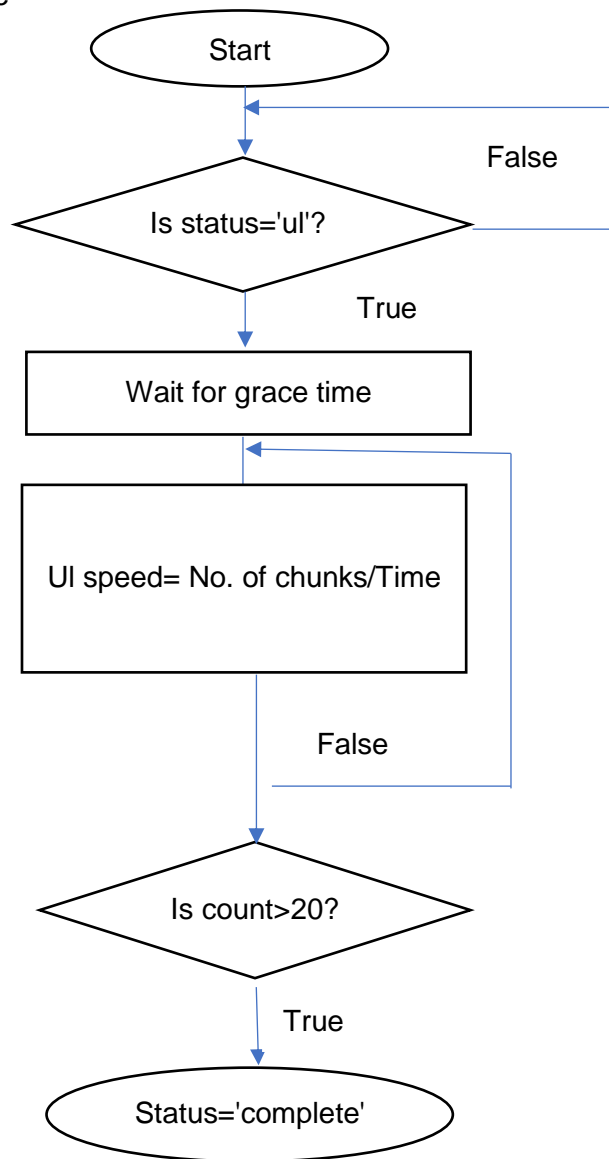 Start
False
Is status='ul'?
True
Wait for grace time
Ul speed= No. of chunks/Time
False
Is count>20?
True
Status='complete'